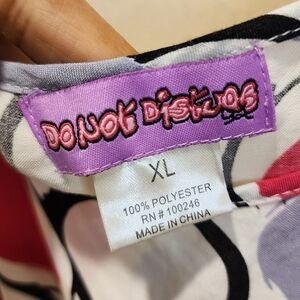 DO NOT DISTURB
XL
100% POLYESTER
RN # 100246
MADE IN CHINA